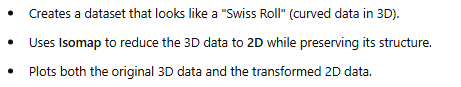 • Creates a dataset that looks like a "Swiss Roll" (curved data in 3D).
• Uses Isomap to reduce the 3D data to 2D while preserving its structure.
• Plots both the original 3D data and the transformed 2D data.